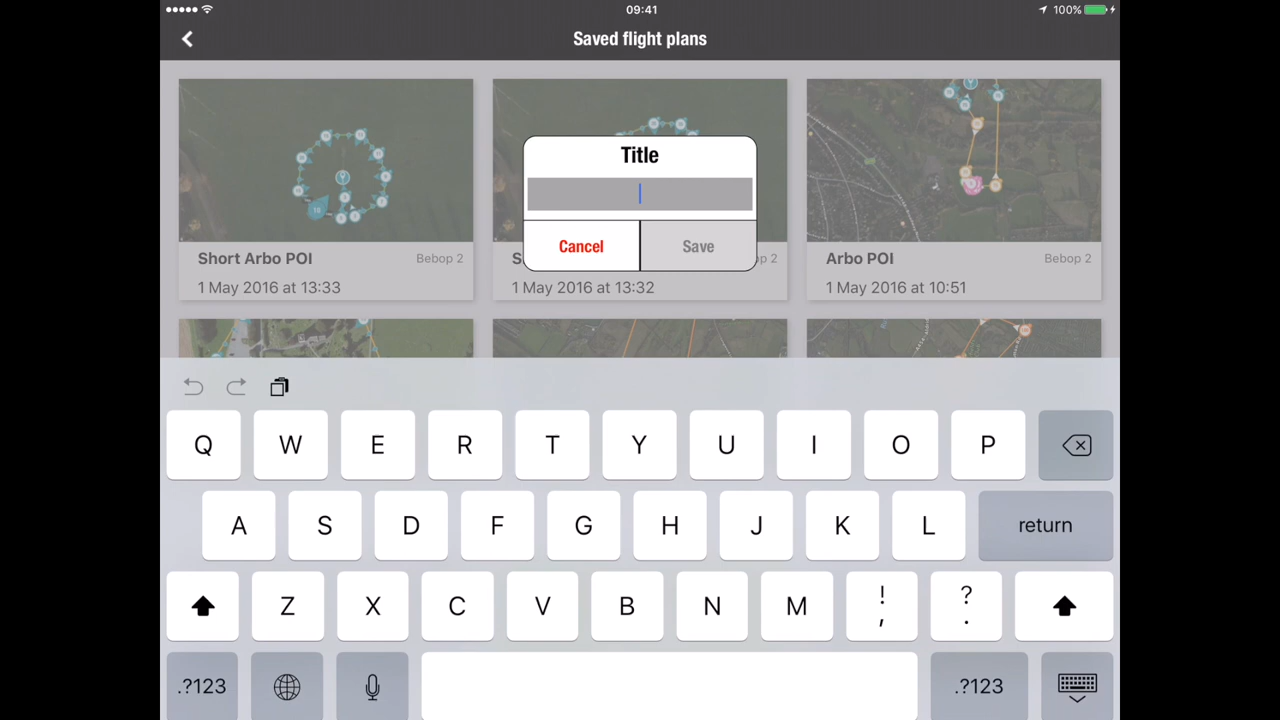 09:41
100%
Saved flight plans
Title
Cancel
Save
Short Arbo POI
Bebop 2
1 May 2016 at 13:33
S
p 2
1 May 2016 at 13:32
Arbo POI
Bebop 2
1 May 2016 at 10:51
Q W E R T Y U I O P
A S D F G H J K L return
Z X C V B N M ! ?
, .
.?123
.?123